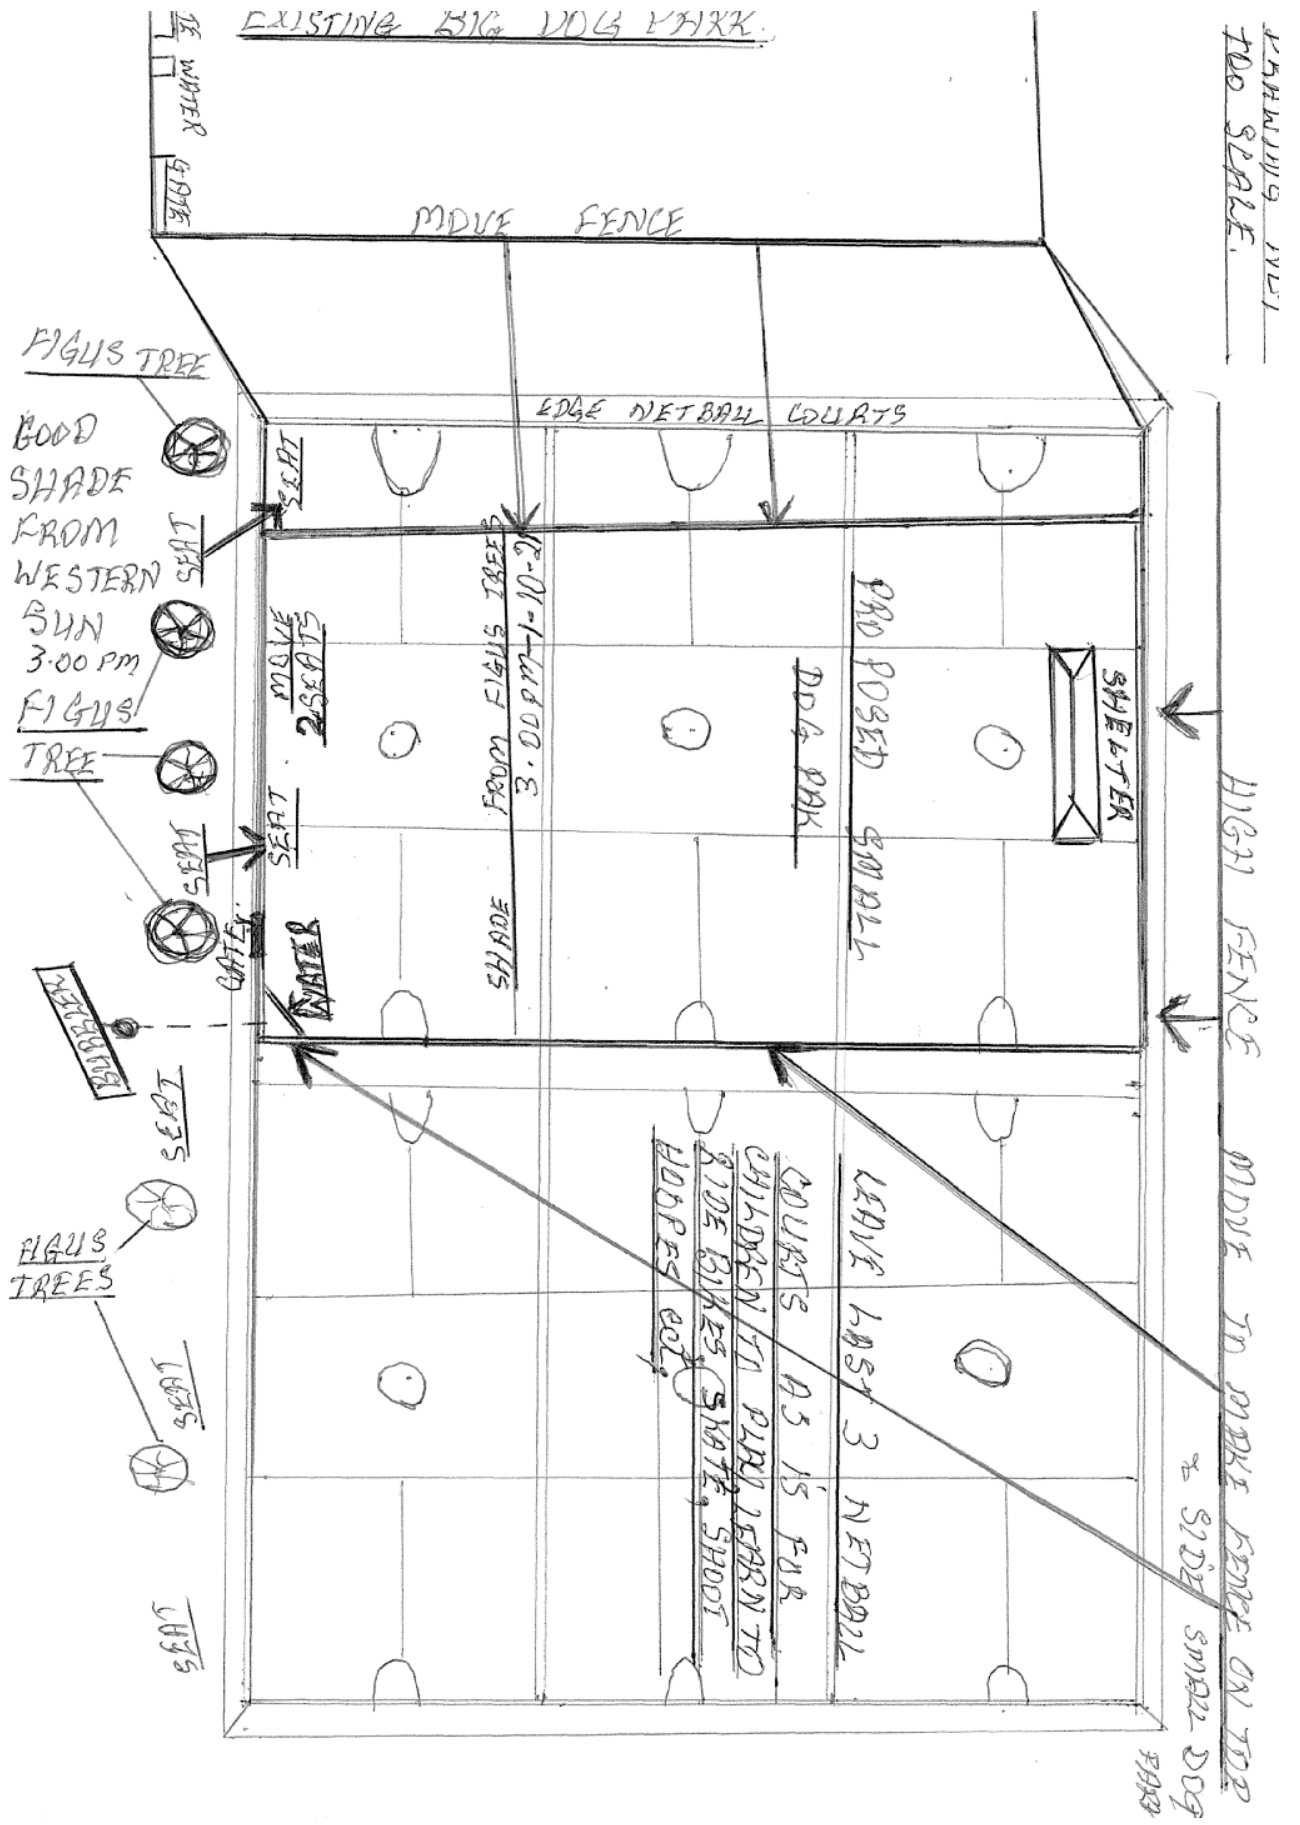 EXISTING BIG DOG PARK.
WATER
GATE
DRAWING NOT
TOO SCALE.
MOVE FENCE
EDGE NETBALL COURTS
FIGUS TREE
GOOD
SHADE
FROM
WESTERN
SUN
3.00 PM
FIGUS
TREE
SEAT
SEAT
MOVE
2 SEATS
SHADE FROM FIGUS TREES
PROPOSED SMALL
DOG PAK
SHELTER
SEAT
SEAT
GATE
WATER
BUBBLER
SEAT
FIGUS
TREES
SEAT
SEAT
LEAVE LAST 3 NETBALL
COURTS AS IS FOR
CHILDREN TO PLAY LEARN TO
RIDE BIKES SKATE, SHOOT
HOOPES ect,
HIGH FENCE MOVE TO MAKE FENCE ON TOP
& SIDE SMALL DOG
PARK